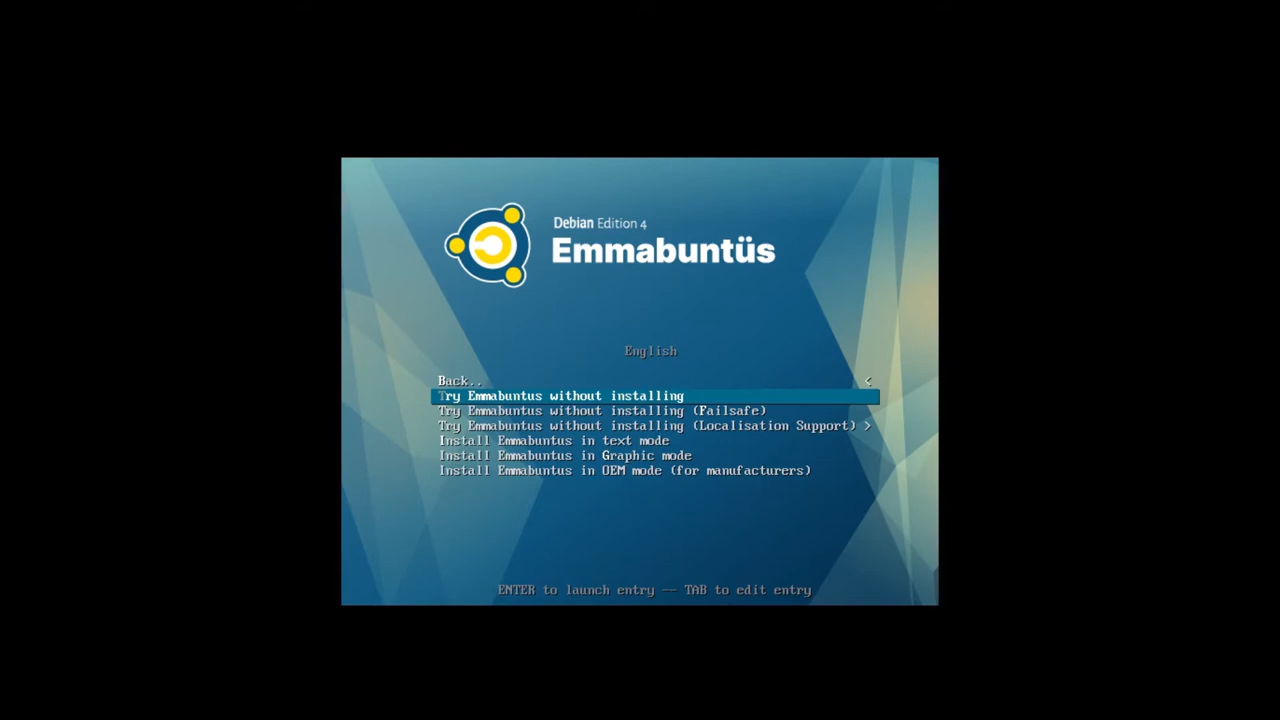 Debian Edition 4
Emmabuntüs
English
Back.. <
Try Emmabuntus without installing
Try Emmabuntus without installing (Failsafe)
Try Emmabuntus without installing (Localisation Support) >
Install Emmabuntus in text mode
Install Emmabuntus in Graphic mode
Install Emmabuntus in OEM mode (for manufacturers)
ENTER to launch entry -- TAB to edit entry